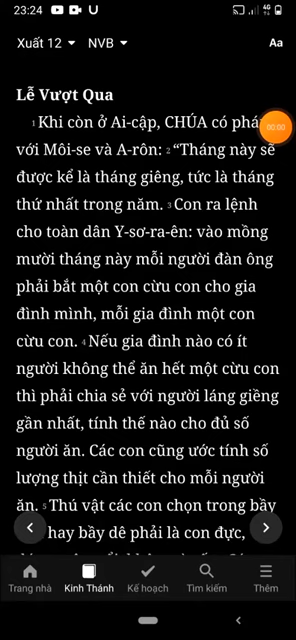 23:24
4G
Xuất 12 NVB Aa
Lễ Vượt Qua
1 Khi còn ở Ai-cập, CHÚA có phán
00:00
với Môi-se và A-rôn: 2 “Tháng này sẽ
được kể là tháng giêng, tức là tháng
thứ nhất trong năm. 3 Con ra lệnh
cho toàn dân Y-sơ-ra-ên: vào mồng
mười tháng này mỗi người đàn ông
phải bắt một con cừu con cho gia
đình mình, mỗi gia đình một con
cừu con. 4 Nếu gia đình nào có ít
người không thể ăn hết một cừu con
thì phải chia sẻ với người láng giềng
gần nhất, tính thế nào cho đủ số
người ăn. Các con cũng ước tính số
lượng thịt cần thiết cho mỗi người
ăn. 5 Thú vật các con chọn trong bầy
hay bầy dê phải là con đực,
Trang nhà Kinh Thánh Kế hoạch Tìm kiếm Thêm